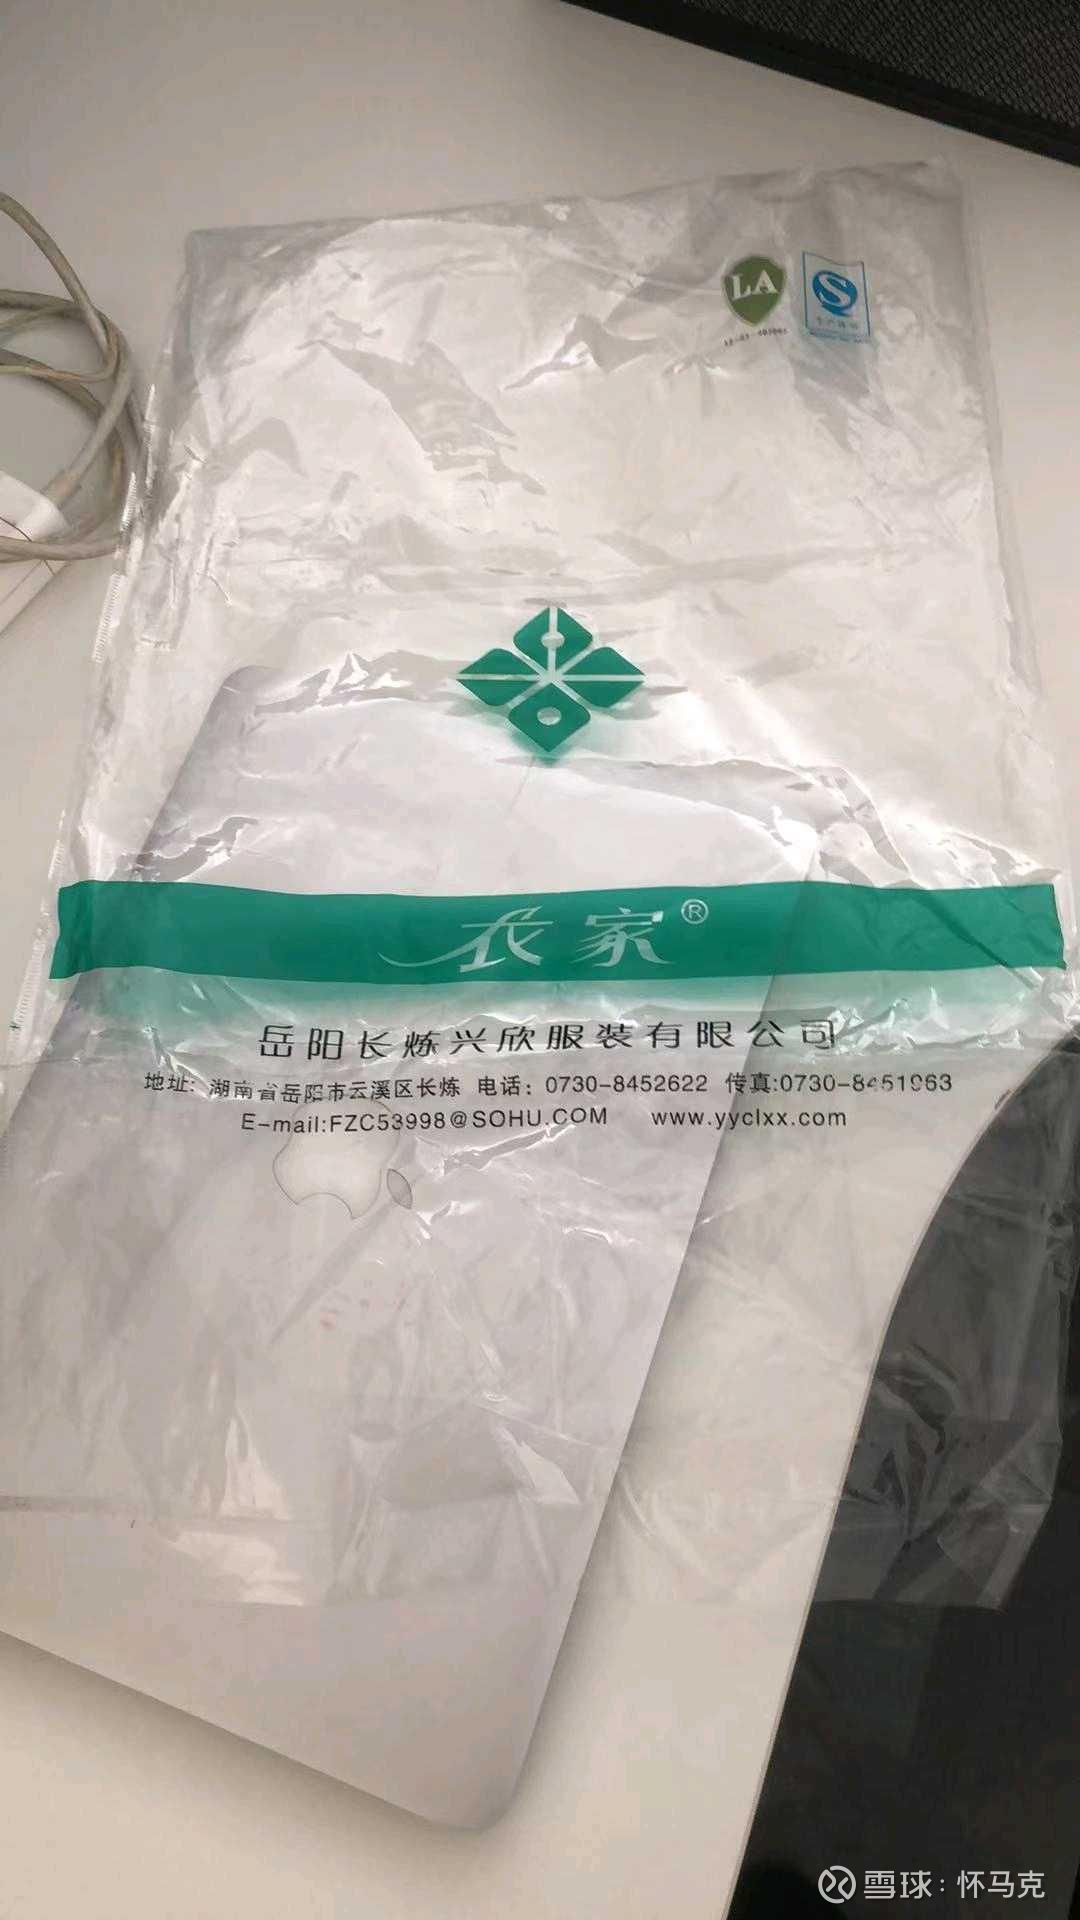 LA
S
衣家®
岳阳长炼兴欣服装有限公司
地址: 湖南省岳阳市云溪区长炼 电话: 0730-8452622 传真:0730-8451963
E-mail:FZC53998@SOHU.COM www.yyclxx.com
雪球: 怀马克